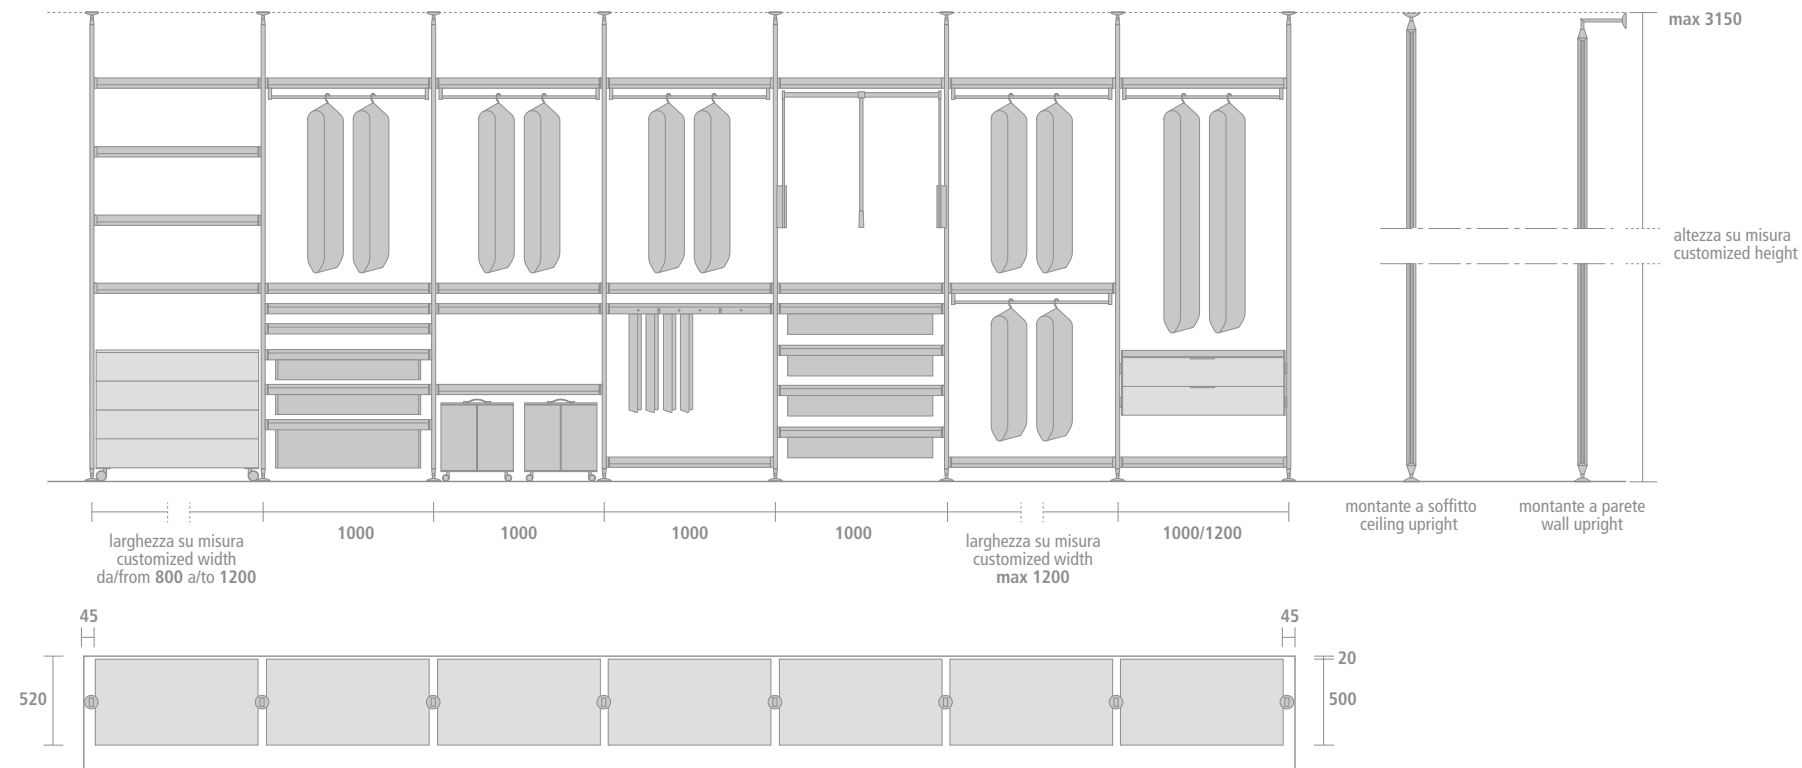 max 3150
altezza su misura
customized height
montante a soffitto
ceiling upright
montante a parete
wall upright
larghezza su misura
customized width
da/from 800 a/to 1200
1000
1000
1000
1000
larghezza su misura
customized width
max 1200
1000/1200
45
45
520
20
500